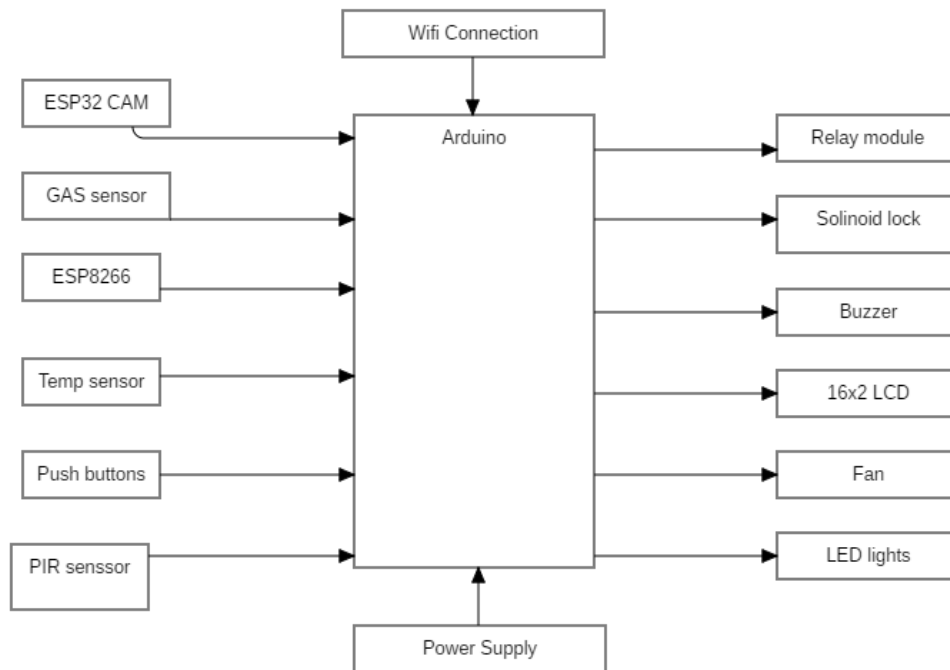 Wifi Connection
ESP32 CAM
Arduino
Relay module
GAS sensor
Solinoid lock
ESP8266
Buzzer
Temp sensor
16x2 LCD
Push buttons
Fan
PIR senssor
LED lights
Power Supply